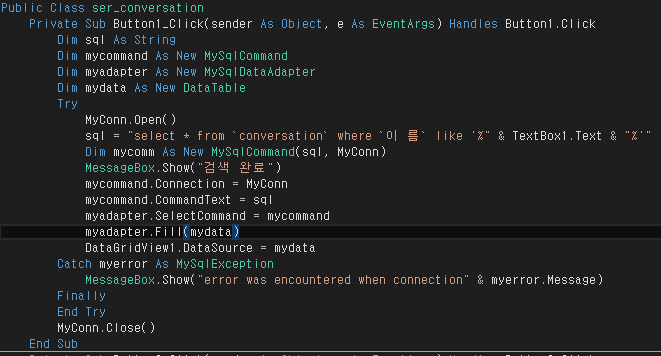 Public Class ser_conversation
Private Sub Button1_Click(sender As Object, e As EventArgs) Handles Button1.Click
Dim sql As String
Dim mycommand As New MySqlCommand
Dim myadapter As New MySqlDataAdapter
Dim mydata As New DataTable
Try
MyConn.Open()
sql = "select * from `conversation` where `이 름` like '%" & TextBox1.Text & "%'"
Dim mycomm As New MySqlCommand(sql, MyConn)
MessageBox.Show("검색 완료")
mycommand.Connection = MyConn
mycommand.CommandText = sql
myadapter.SelectCommand = mycommand
myadapter.Fill(mydata)
DataGridView1.DataSource = mydata
Catch myerror As MySqlException
MessageBox.Show("error was encountered when connection" & myerror.Message)
Finally
End Try
MyConn.Close()
End Sub